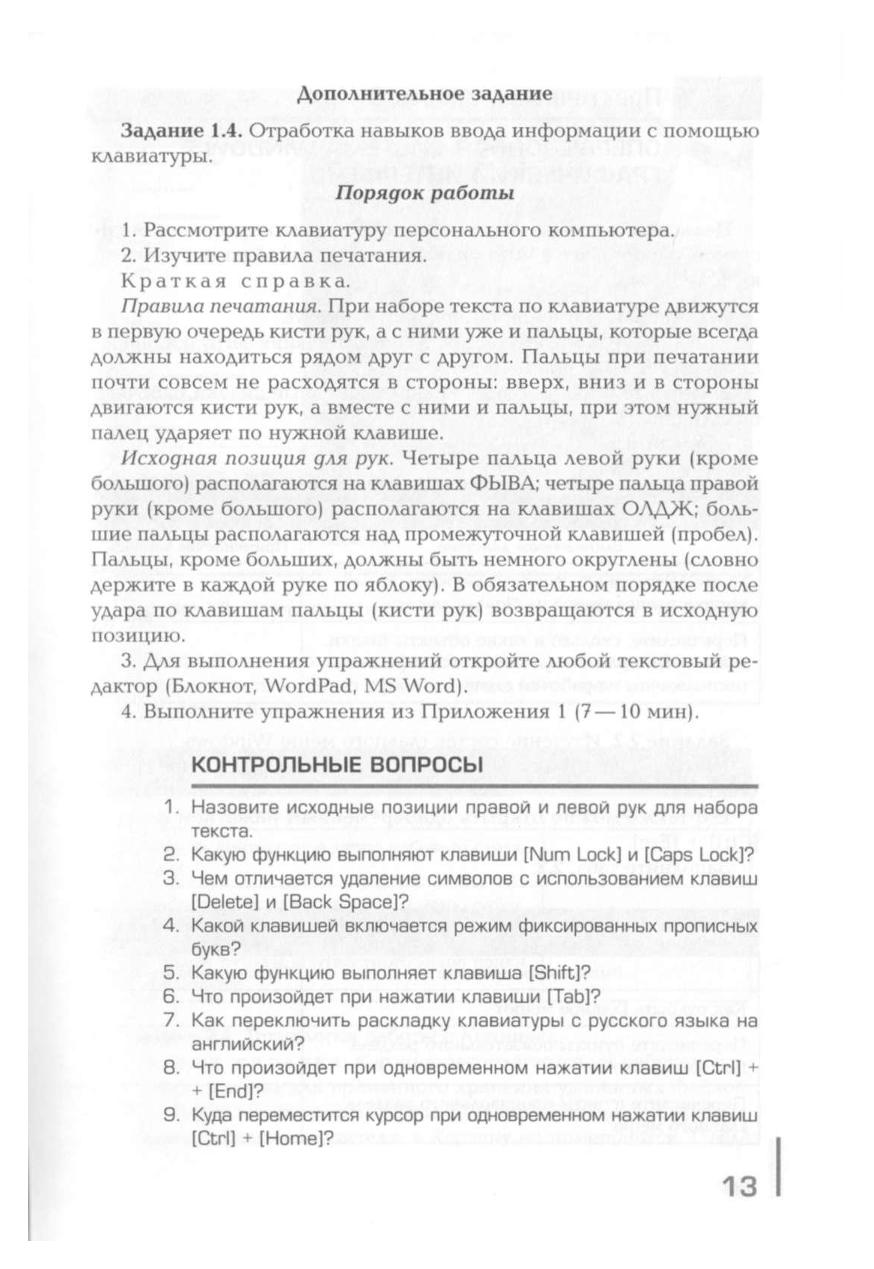 Дополнительное задание
Задание 1.4. Отработка навыков ввода информации с помощью
клавиатуры.
Порядок работы
1. Рассмотрите клавиатуру персонального компьютера.
2. Изучите правила печатания.
Краткая справка.
Правила печатания. При наборе текста по клавиатуре движутся
в первую очередь кисти рук, а с ними уже и пальцы, которые всегда
должны находиться рядом друг с другом. Пальцы при печатании
почти совсем не расходятся в стороны: вверх, вниз и в стороны
двигаются кисти рук, а вместе с ними и пальцы, при этом нужный
палец ударяет по нужной клавише.
Исходная позиция для рук. Четыре пальца левой руки (кроме
большого) располагаются на клавишах ФЫВА; четыре пальца правой
руки (кроме большого) располагаются на клавишах ОЛДЖ; боль-
шие пальцы располагаются над промежуточной клавишей (пробел).
Пальцы, кроме больших, должны быть немного округлены (словно
держите в каждой руке по яблоку). В обязательном порядке после
удара по клавишам пальцы (кисти рук) возвращаются в исходную
позицию.
3. Для выполнения упражнений откройте любой текстовый ре-
дактор (Блокнот, WordPad, MS Word).
4. Выполните упражнения из Приложения 1 (7—10 мин).
КОНТРОЛЬНЫЕ ВОПРОСЫ
1. Назовите исходные позиции правой и левой рук для набора
текста.
2. Какую функцию выполняют клавиши [Num Lock] и [Caps Lock]?
3. Чем отличается удаление символов с использованием клавиш
[Delete] и [Back Space]?
4. Какой клавишей включается режим фиксированных прописных
букв?
5. Какую функцию выполняет клавиша [Shift]?
6. Что произойдет при нажатии клавиши [Tab]?
7. Как переключить раскладку клавиатуры с русского языка на
английский?
8. Что произойдет при одновременном нажатии клавиш [Ctrl] +
+ [End]?
9. Куда переместится курсор при одновременном нажатии клавиш
[Ctrl] + [Home]?
13